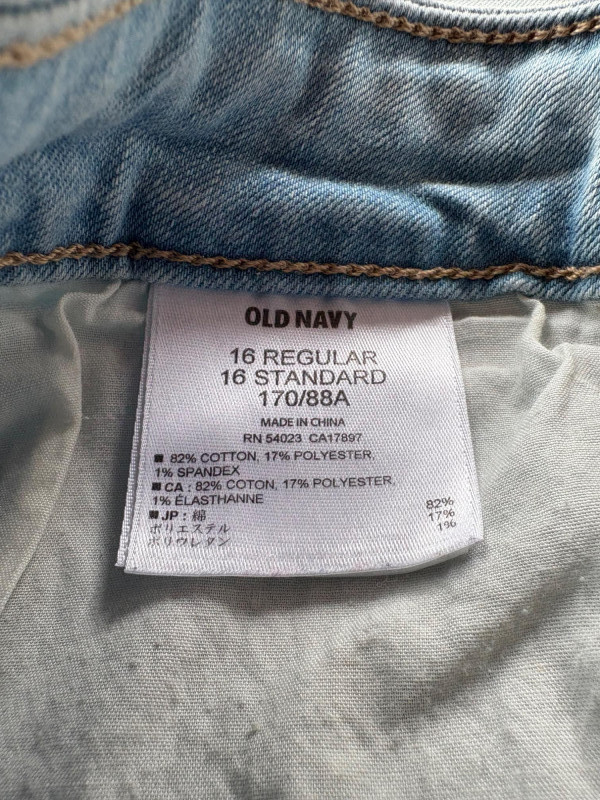 OLD NAVY
16 REGULAR
16 STANDARD
170/88A
MADE IN CHINA
RN 54023 CA17897
■ 82% COTTON, 17% POLYESTER,
1% SPANDEX
■ CA : 82% COTON, 17% POLYESTER,
1% ÉLASTHANNE
■ JP : 綿 82%
ポリエステル 17%
ポリウレタン 1%